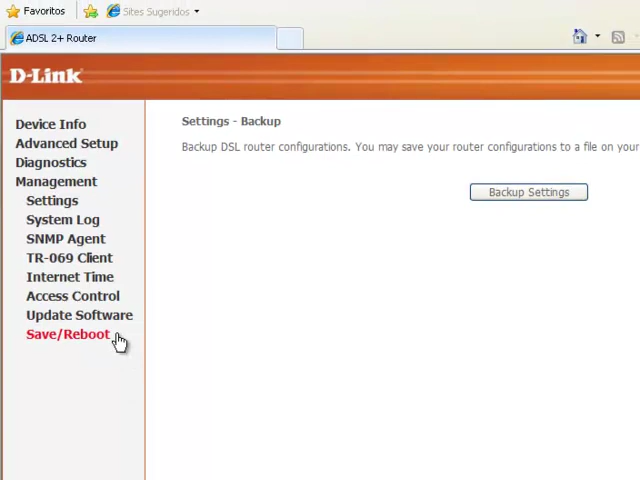 Favoritos
Sites Sugeridos
ADSL 2+ Router
D-Link
Device Info
Advanced Setup
Diagnostics
Management
Settings
System Log
SNMP Agent
TR-069 Client
Internet Time
Access Control
Update Software
Save/Reboot
Settings - Backup
Backup DSL router configurations. You may save your router configurations to a file on your
Backup Settings